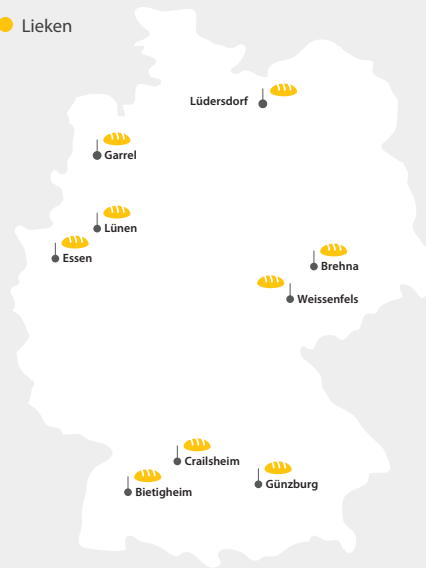 Lieken
Lüdersdorf
Garrel
Lünen
Essen
Brehna
Weissenfels
Crailsheim
Bietigheim
Günzburg